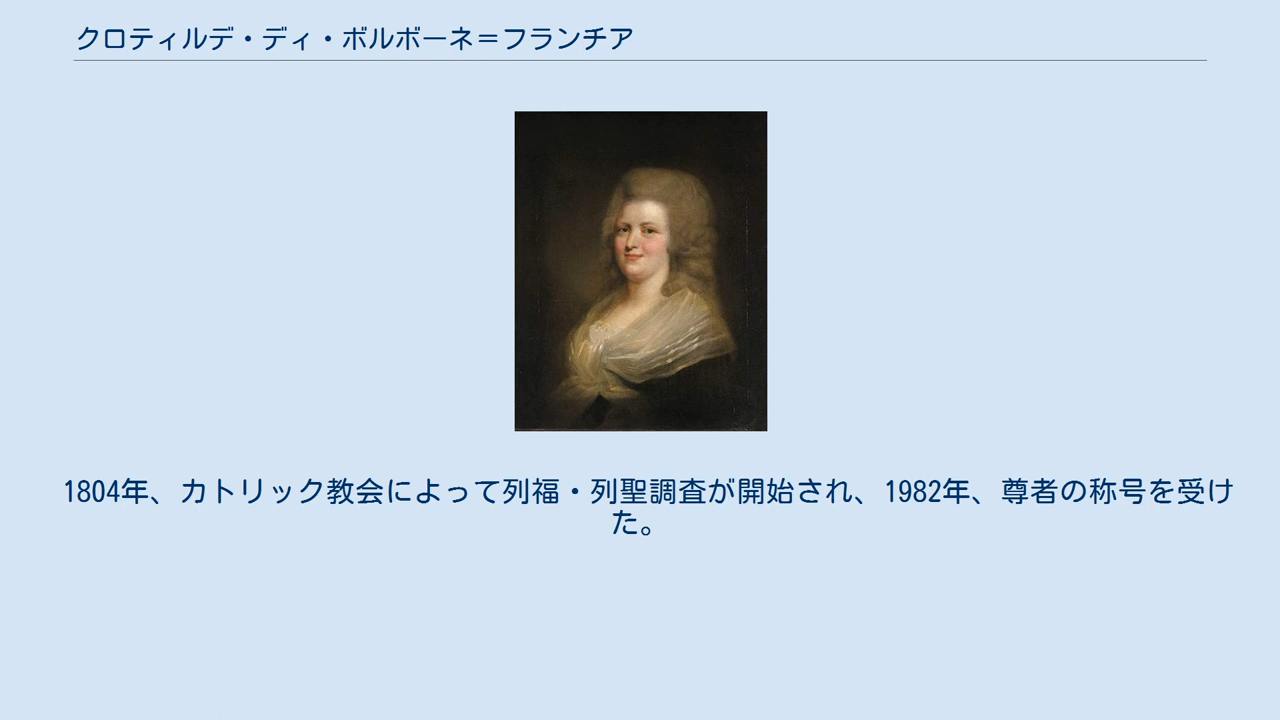 クロティルデ・ディ・ボルボーネ＝フランチア
1804年、カトリック教会によって列福・列聖調査が開始され、1982年、尊者の称号を受け
た。